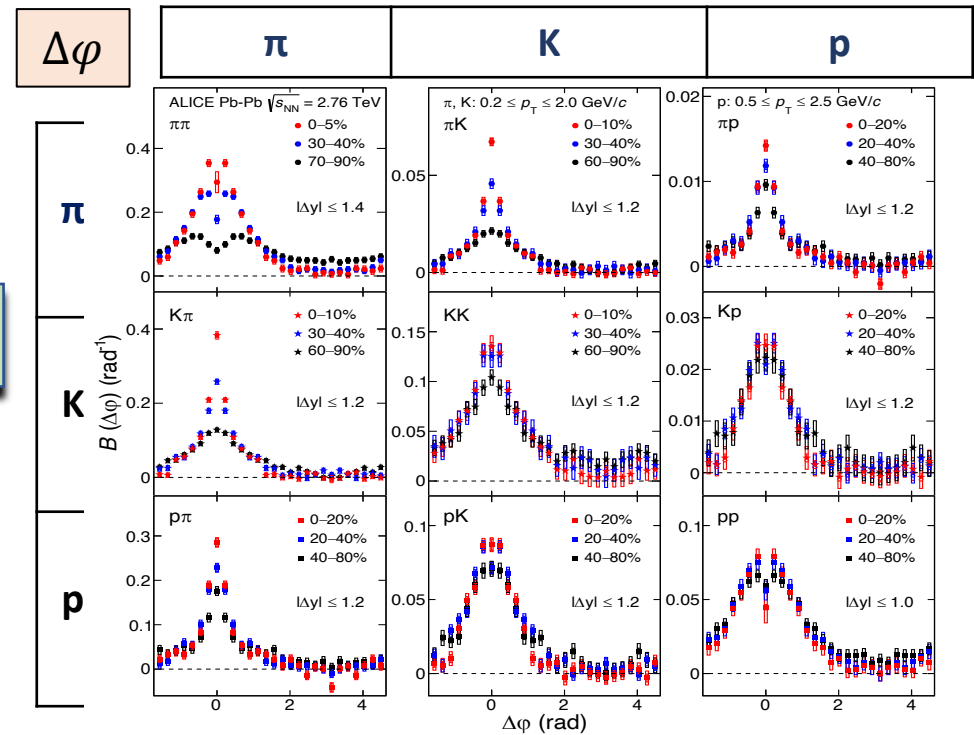 Δφ
π K p
π
K
p
ALICE Pb-Pb √s_NN = 2.76 TeV
ππ
0–5%
30–40%
70–90%
|Δy| ≤ 1.4
0.4
0.2
0
π, K: 0.2 ≤ p_T ≤ 2.0 GeV/c
πK
0–10%
30–40%
60–90%
|Δy| ≤ 1.2
0.05
0
p: 0.5 ≤ p_T ≤ 2.5 GeV/c
πp
0–20%
20–40%
40–80%
|Δy| ≤ 1.2
0.02
0.01
0
Kπ
0–10%
30–40%
60–90%
|Δy| ≤ 1.2
0.4
0.2
0
B (Δφ) (rad⁻¹)
KK
0–10%
30–40%
60–90%
|Δy| ≤ 1.2
0.15
0.1
0.05
0
Kp
0–20%
20–40%
40–80%
|Δy| ≤ 1.2
0.03
0.02
0.01
0
pπ
0–20%
20–40%
40–80%
|Δy| ≤ 1.2
0.3
0.2
0.1
0
0 2 4
pK
0–20%
20–40%
40–80%
|Δy| ≤ 1.2
0.1
0.05
0
0 2 4
pp
0–20%
20–40%
40–80%
|Δy| ≤ 1.0
0.1
0.05
0
0 2 4
Δφ (rad)